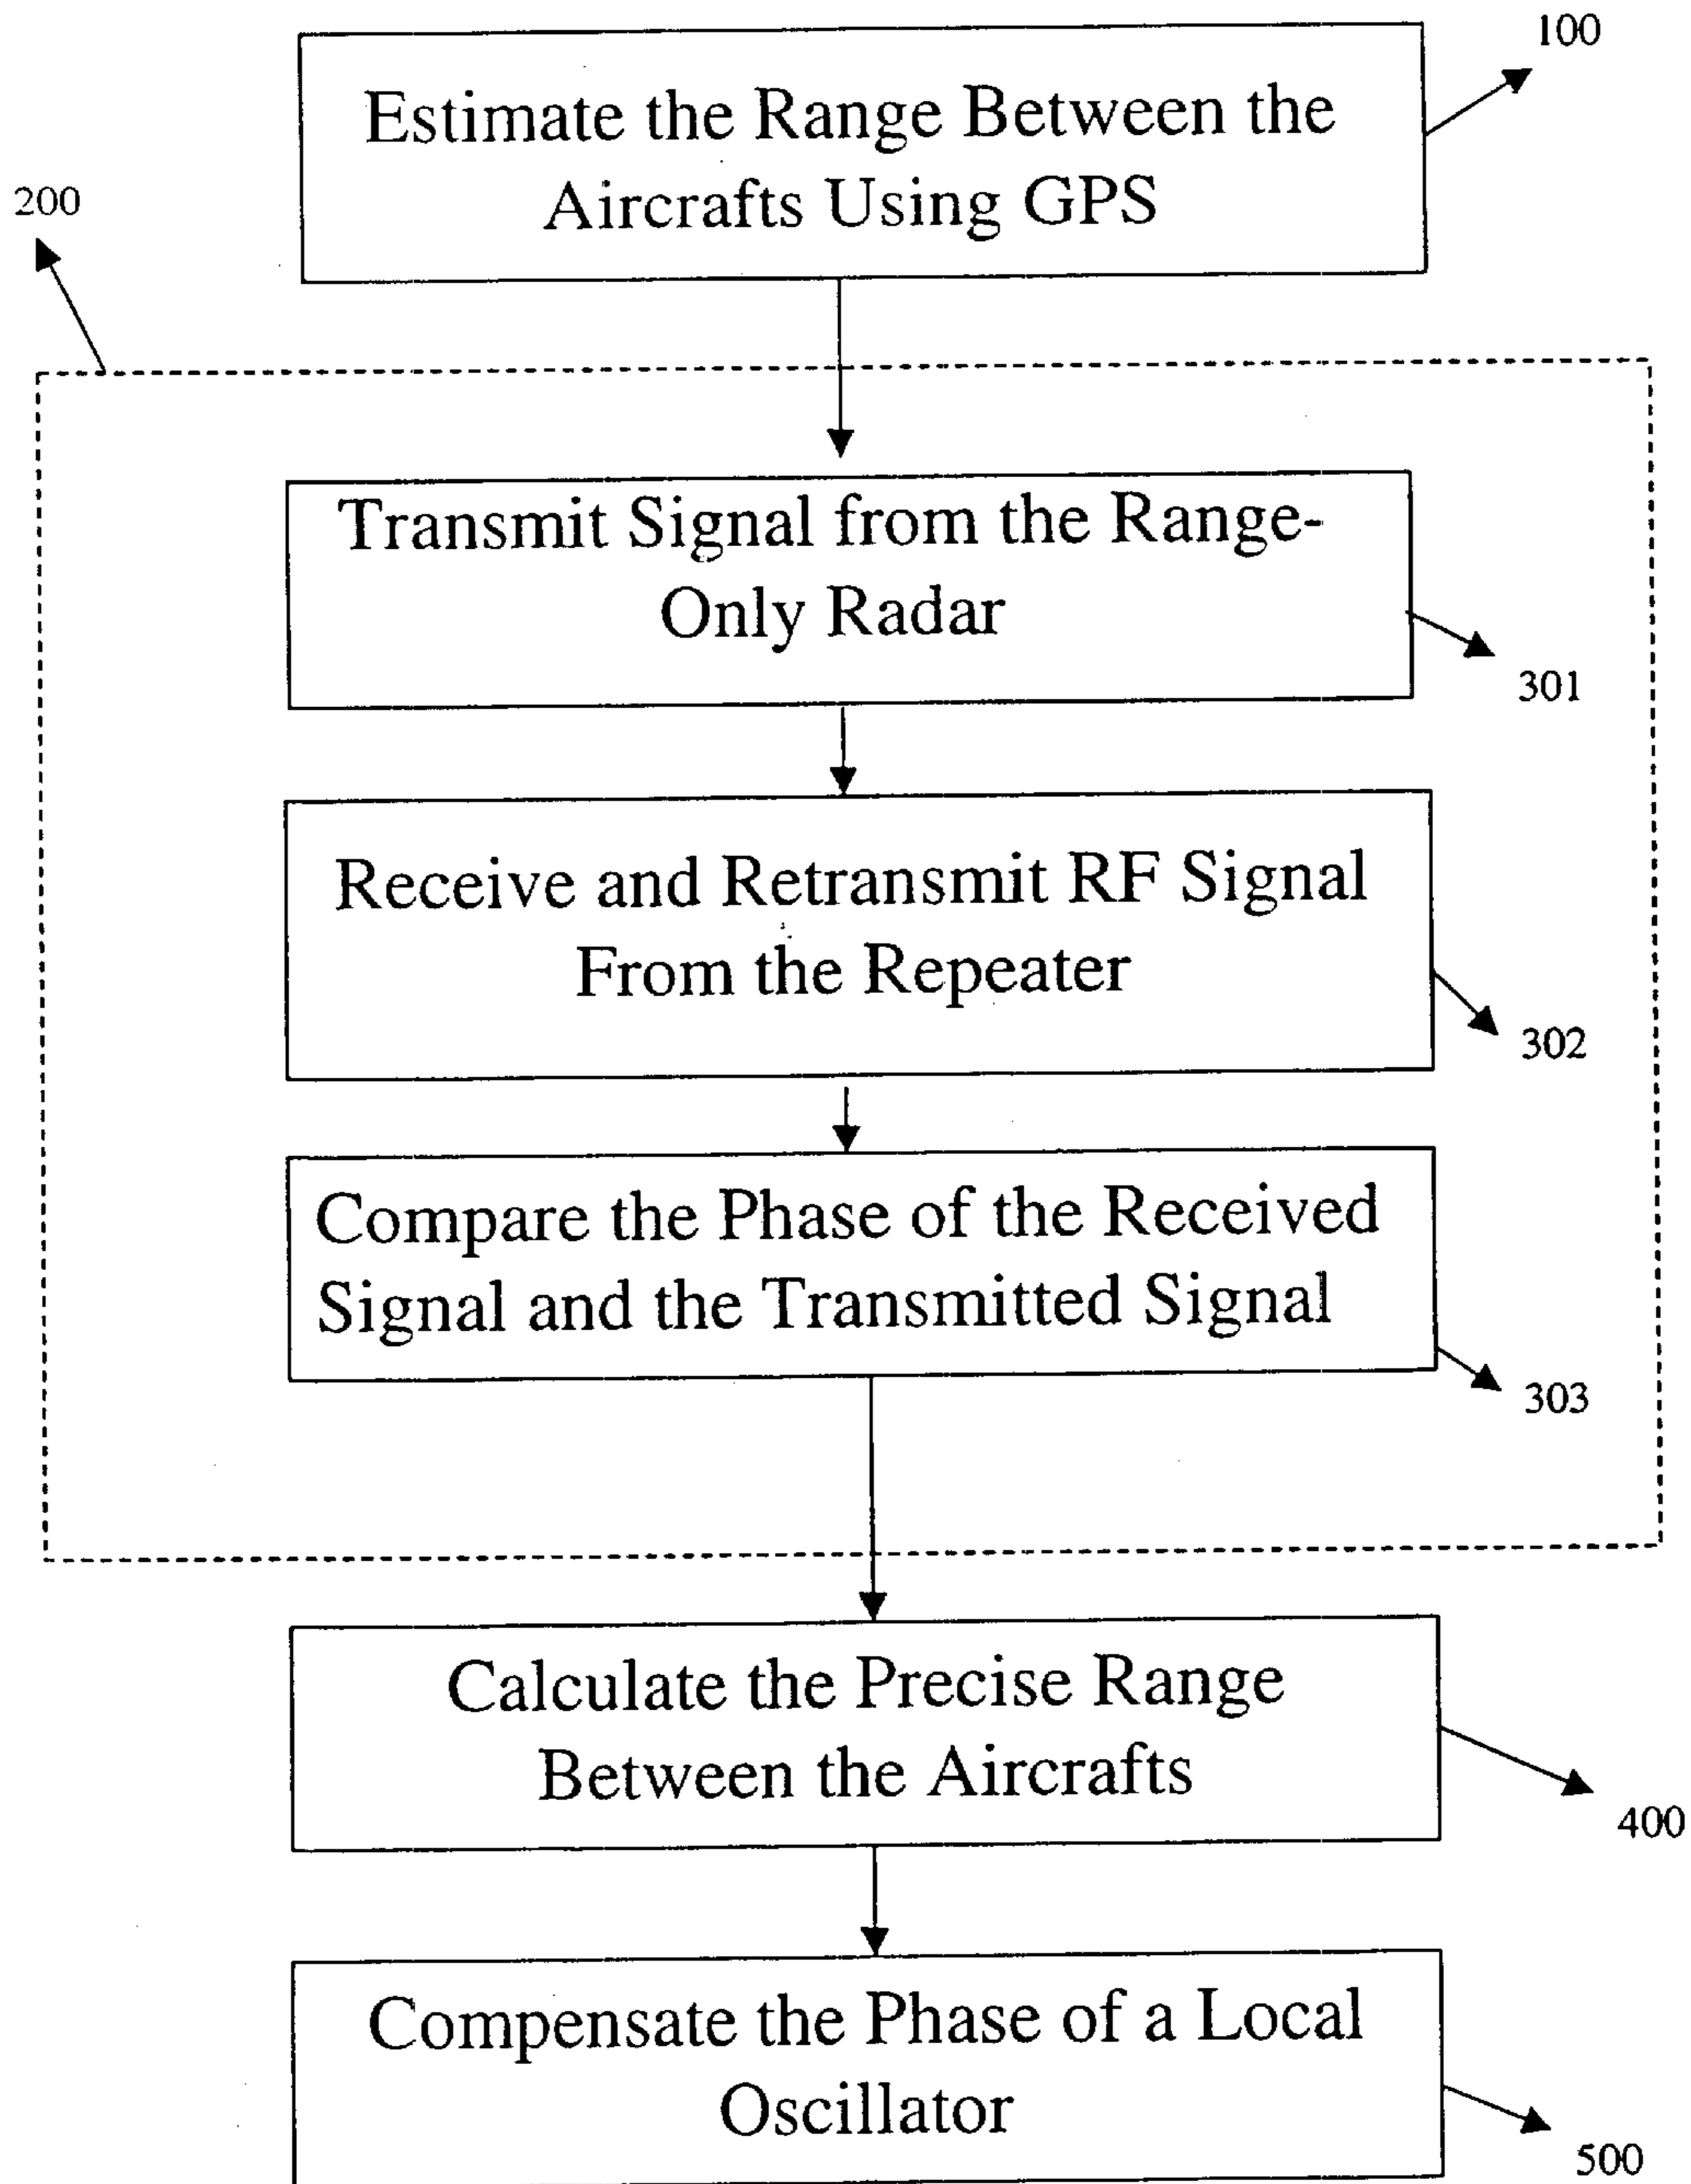 100
Estimate the Range Between the
Aircrafts Using GPS
200
Transmit Signal from the Range-
Only Radar
301
Receive and Retransmit RF Signal
From the Repeater
302
Compare the Phase of the Received
Signal and the Transmitted Signal
303
Calculate the Precise Range
Between the Aircrafts
400
Compensate the Phase of a Local
Oscillator
500